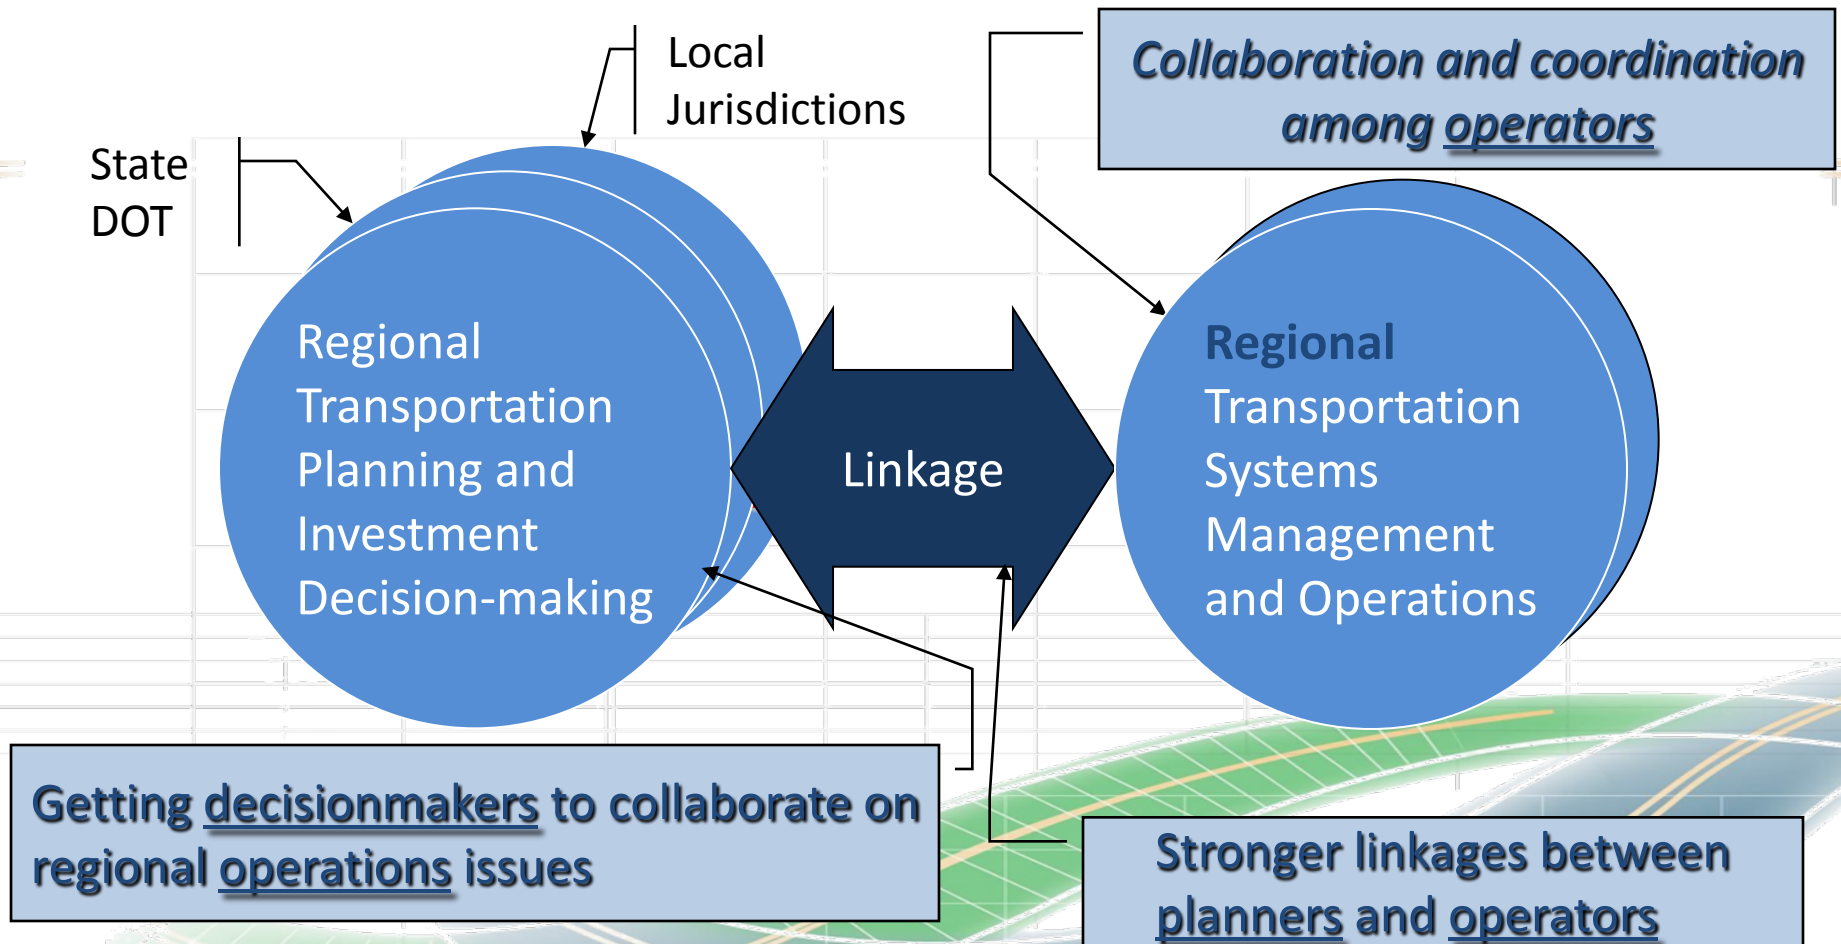 Local
Jurisdictions
Collaboration and coordination
among operators
State
DOT
Regional
Transportation
Planning and
Investment
Decision-making
Linkage
Regional
Transportation
Systems
Management
and Operations
Getting decisionmakers to collaborate on
regional operations issues
Stronger linkages between
planners and operators